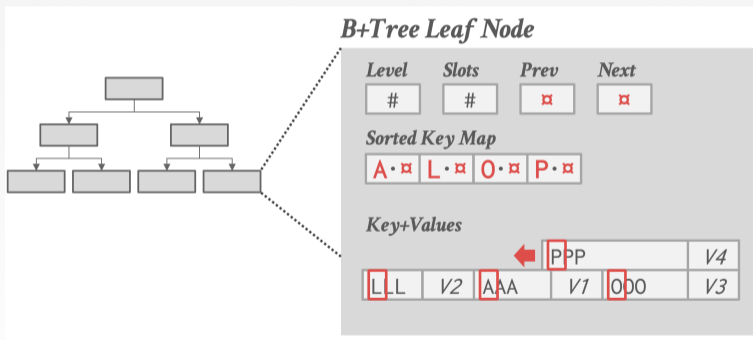 B+Tree Leaf Node
Level Slots Prev Next
# # ¤ ¤
Sorted Key Map
A·¤ L·¤ O·¤ P·¤
Key+Values
PPP V4
LLL V2 AAA V1 OOO V3